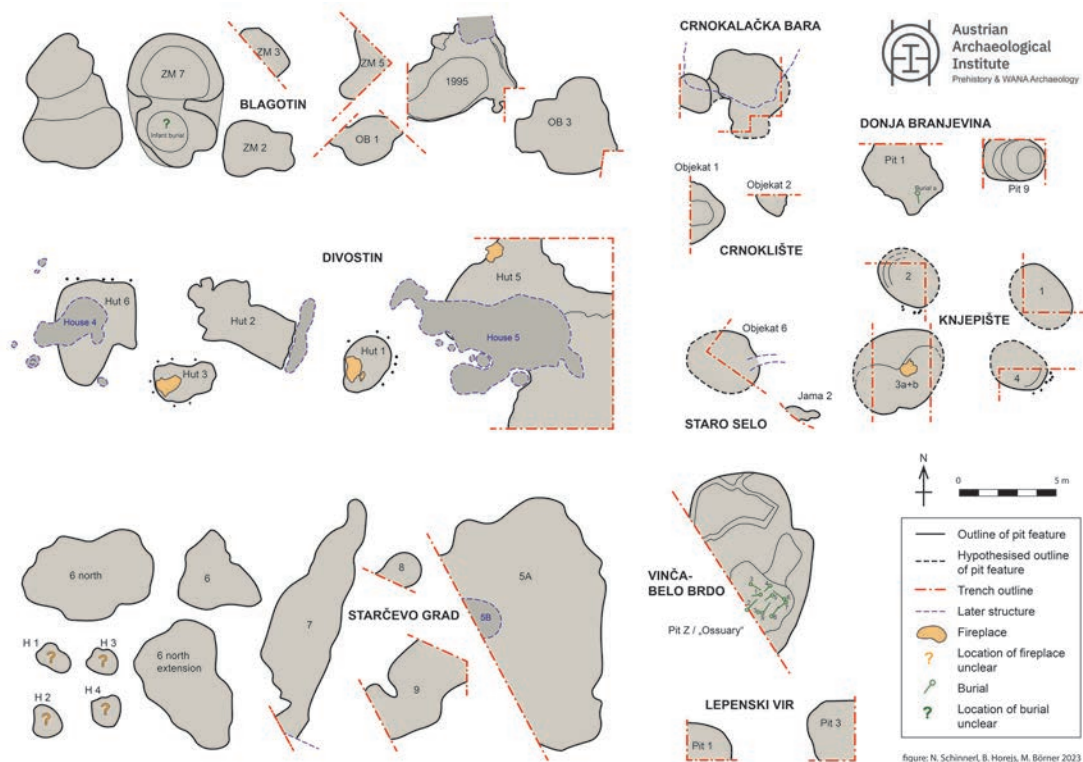 ZM 7
?
Infant burial
ZM 3
BLAGOTIN
ZM 2
ZM 5
OB 1
1995
OB 3
CRNOKALAČKA BARA
Austrian
Archaeological
Institute
Prehistory & WANA Archaeology
DONJA BRANJEVINA
Pit 1
Burial a
Pit 9
Objekat 1
Objekat 2
CRNOKLIŠTE
DIVOSTIN
Hut 6
House 4
Hut 2
Hut 3
Hut 1
Hut 5
House 5
2
1
KNJEPIŠTE
3a+b
4
Objekat 6
Jama 2
STARO SELO
6 north
6
7
8
STARČEVO GRAD
5A
5B
9
H 1
?
H 3
?
H 2
?
H 4
?
6 north
extension
VINČA-
BELO BRDO
Pit Z / „Ossuary”
LEPENSKI VIR
Pit 1
Pit 3
N
0
5 m
Outline of pit feature
Hypothesised outline
of pit feature
Trench outline
Later structure
Fireplace
?
Location of fireplace
unclear
Burial
?
Location of burial
unclear
figure: N. Schinnerl, B. Horejs, M. Börner 2023